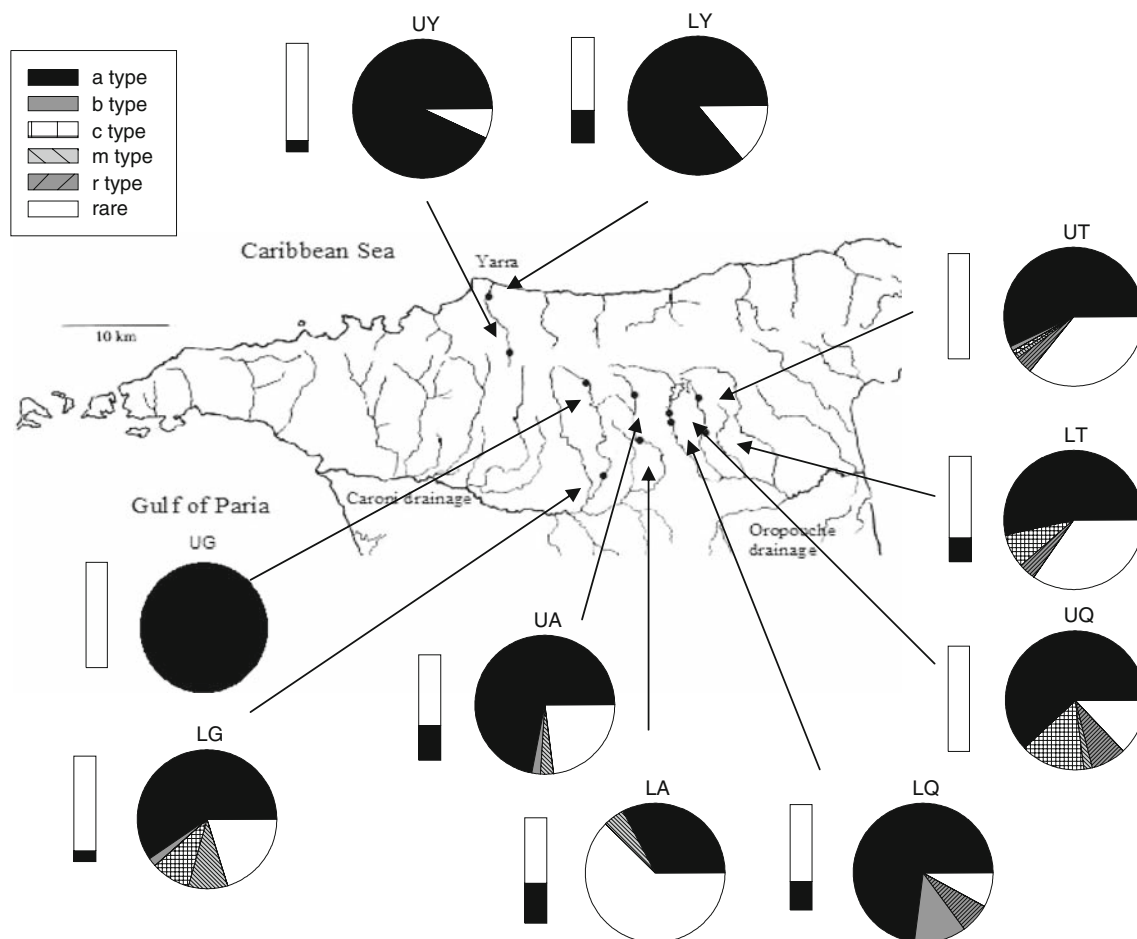 UY
LY
a type
b type
c type
m type
r type
rare
UT
Caribbean Sea
Yarra
10 km
LT
Gulf of Paria
Caroni drainage
Oropouche
drainage
UG
UA
UQ
LG
LA
LQ